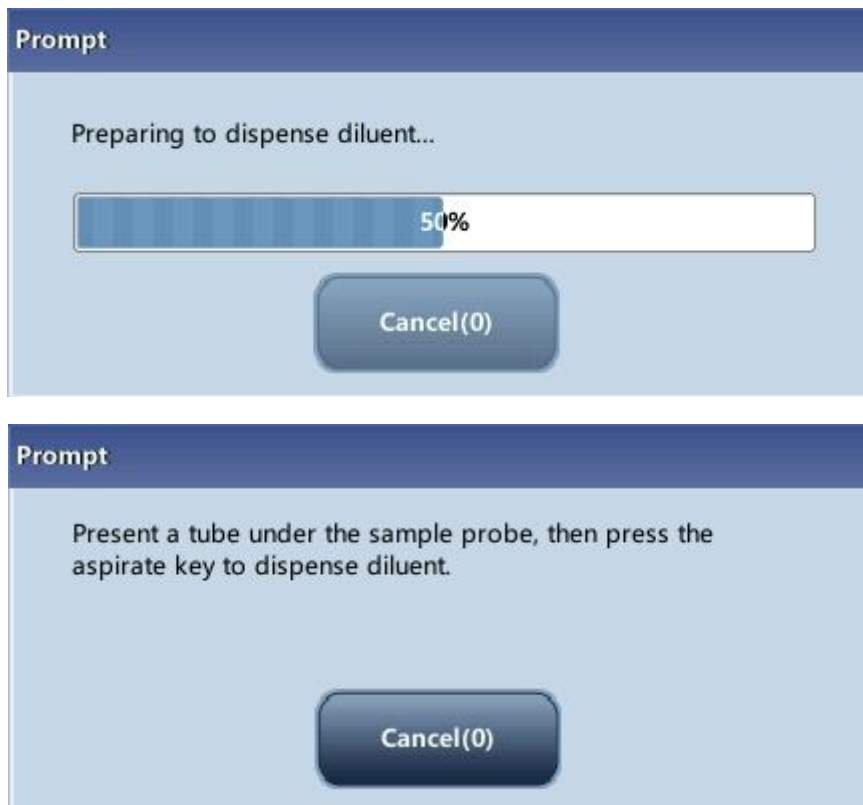 Prompt
Preparing to dispense diluent...
50%
Cancel(0)
Prompt
Present a tube under the sample probe, then press the
aspirate key to dispense diluent.
Cancel(0)